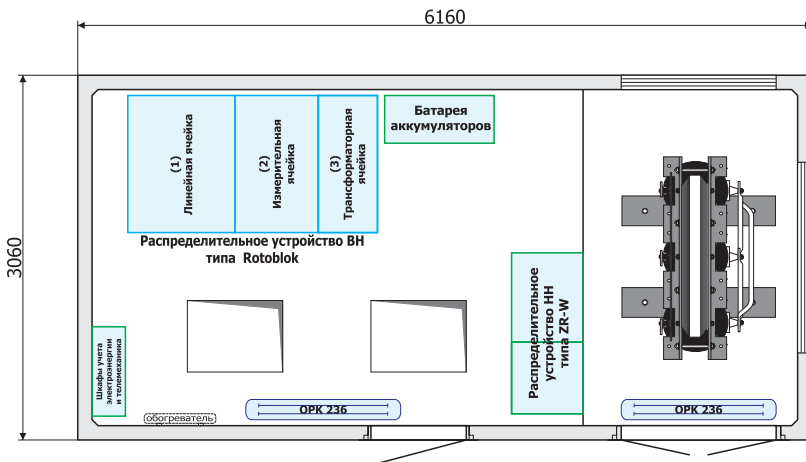 6160
3060
(1)
Линейная ячейка
(2)
Измерительная
ячейка
(3)
Трансформаторная
ячейка
Батарея
аккумуляторов
Распределительное устройство ВН
типа Rotoblok
Распределительное
устройство НН
типа ZR-W
Шкафы учета
электроэнергии
и телемеханика
обогреватель
ОРК 236
ОРК 236